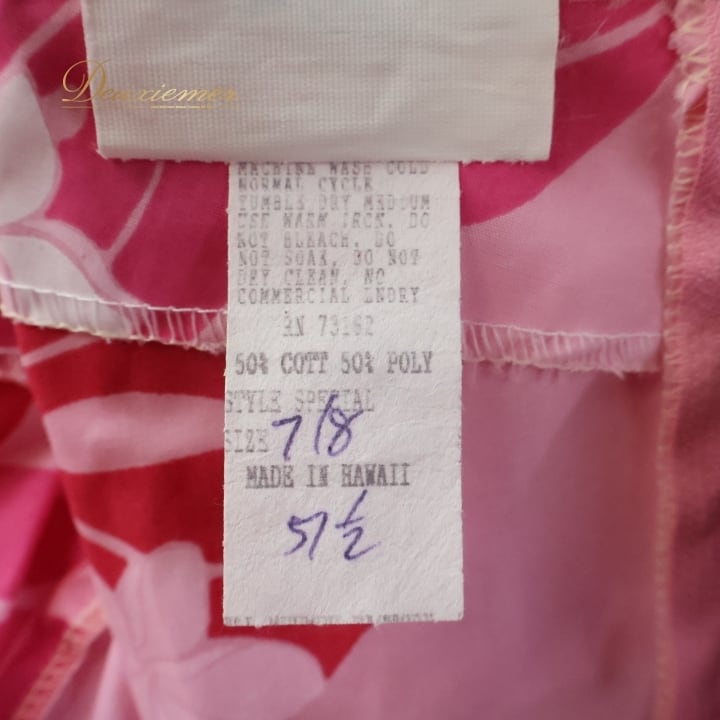 Deuxiemer
MACHINE WASH COLD
NORMAL CYCLE
TUMBLE DRY MEDIUM
USE WARM IRON, DO
NOT BLEACH, DO
NOT SOAK, DO NOT
DRY CLEAN, NO
COMMERCIAL LNDRY
RN 73162
50% COTT 50% POLY
STYLE SPECIAL
SIZE 7/8
MADE IN HAWAII
57 1/2